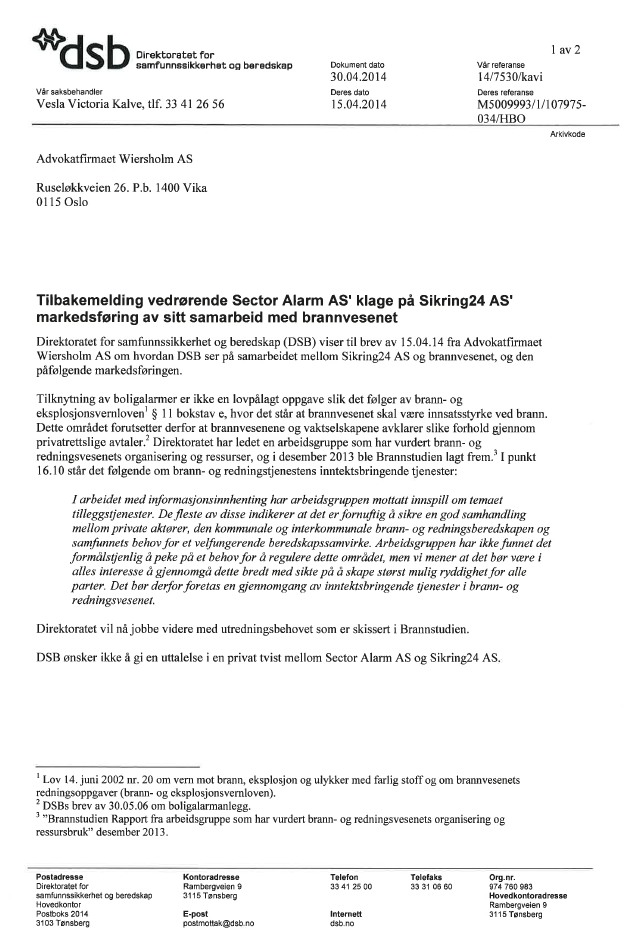 dsb Direktoratet for
samfunnssikkerhet og beredskap
1 av 2
Dokument dato
30.04.2014
Vår referanse
14/7530/kavi
Vår saksbehandler
Vesla Victoria Kalve, tlf. 33 41 26 56
Deres dato
15.04.2014
Deres referanse
M5009993/1/107975-
034/HBO
Arkivkode
Advokatfirmaet Wiersholm AS
Ruseløkkveien 26. P.b. 1400 Vika
0115 Oslo
Tilbakemelding vedrørende Sector Alarm AS' klage på Sikring24 AS'
markedsføring av sitt samarbeid med brannvesenet
Direktoratet for samfunnssikkerhet og beredskap (DSB) viser til brev av 15.04.14 fra Advokatfirmaet
Wiersholm AS om hvordan DSB ser på samarbeidet mellom Sikring24 AS og brannvesenet, og den
påfølgende markedsføringen.
Tilknytning av boligalarmer er ikke en lovpålagt oppgave slik det følger av brann- og
eksplosjonsvernloven¹ § 11 bokstav e, hvor det står at brannvesenet skal være innsatsstyrke ved brann.
Dette området forutsetter derfor at brannvesenene og vaktselskapene avklarer slike forhold gjennom
privatrettslige avtaler.² Direktoratet har ledet en arbeidsgruppe som har vurdert brann- og
redningsvesenets organisering og ressurser, og i desember 2013 ble Brannstudien lagt frem.³ I punkt
16.10 står det følgende om brann- og redningstjenestens inntektsbringende tjenester:
I arbeidet med informasjonsinnhenting har arbeidsgruppen mottatt innspill om temaet
tilleggstjenester. De fleste av disse indikerer at det er fornuftig å sikre en god samhandling
mellom private aktører, den kommunale og interkommunale brann- og redningsberedskapen og
samfunnets behov for et velfungerende beredskapssamvirke. Arbeidsgruppen har ikke funnet det
formålstjenlig å peke på et behov for å regulere dette området, men vi mener at det bør være i
alles interesse å gjennomgå dette bredt med sikte på å skape størst mulig ryddighet for alle
parter. Det bør derfor foretas en gjennomgang av inntektsbringende tjenester i brann- og
redningsvesenet.
Direktoratet vil nå jobbe videre med utredningsbehovet som er skissert i Brannstudien.
DSB ønsker ikke å gi en uttalelse i en privat tvist mellom Sector Alarm AS og Sikring24 AS.
¹ Lov 14. juni 2002 nr. 20 om vern mot brann, eksplosjon og ulykker med farlig stoff og om brannvesenets
redningsoppgaver (brann- og eksplosjonsvernloven).
² DSBs brev av 30.05.06 om boligalarmanlegg.
³ "Brannstudien Rapport fra arbeidsgruppe som har vurdert brann- og redningsvesenets organisering og
ressursbruk" desember 2013.
Postadresse
Direktoratet for
samfunnssikkerhet og beredskap
Hovedkontor
Postboks 2014
3103 Tønsberg
Kontoradresse
Rambergveien 9
3115 Tønsberg
E-post
postmottak@dsb.no
Telefon
33 41 25 00
Internett
dsb.no
Telefaks
33 31 06 60
Org.nr.
974 760 983
Hovedkontoradresse
Rambergveien 9
3115 Tønsberg